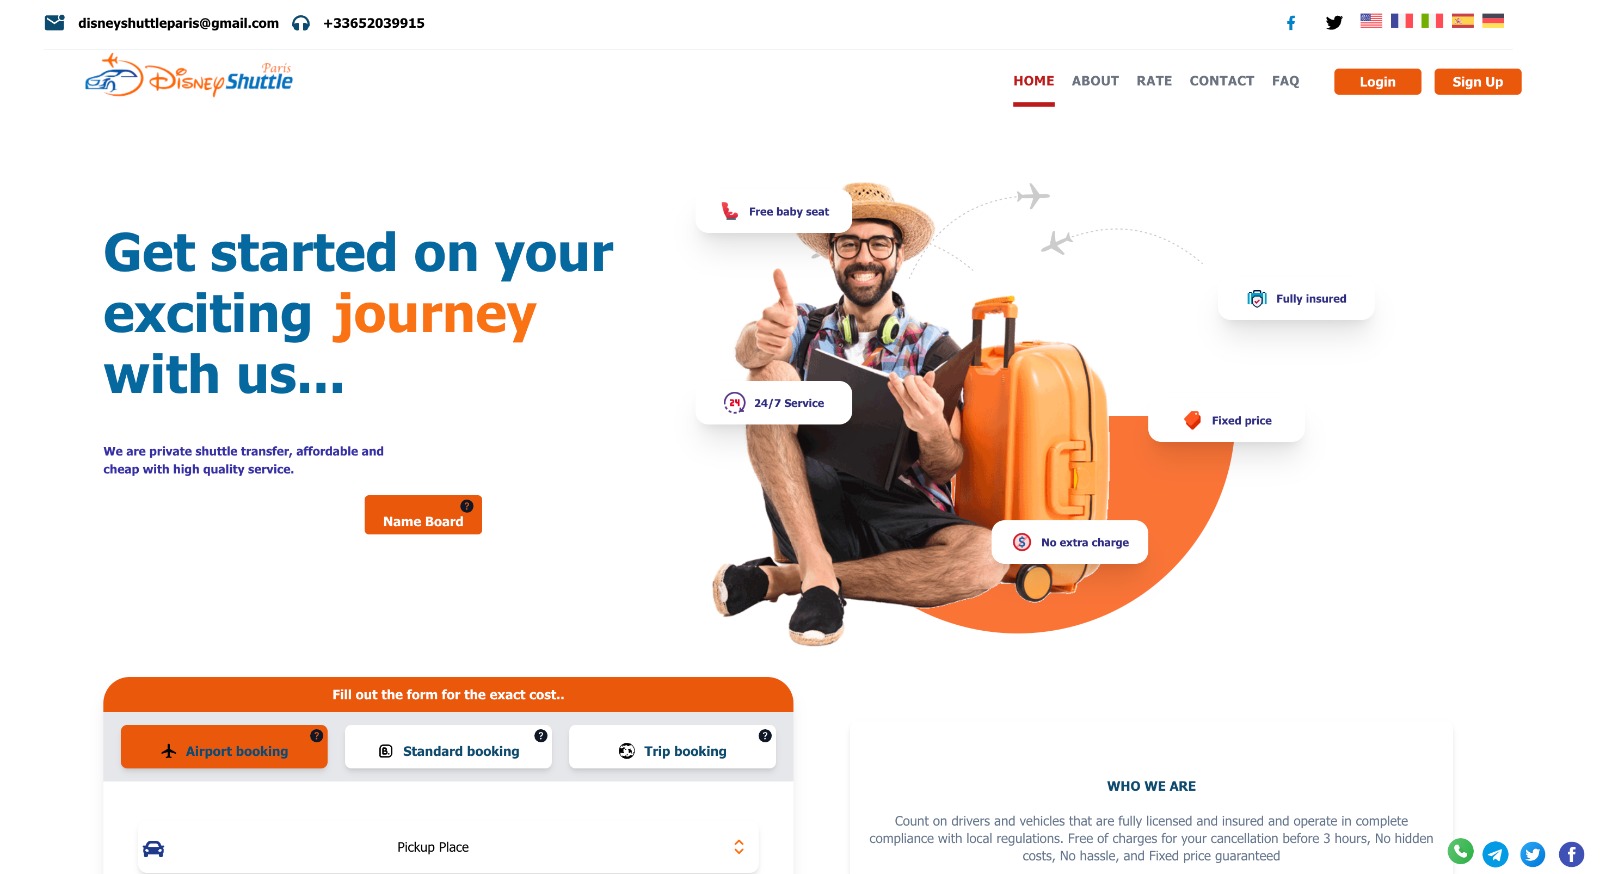 disneyshuttleparis@gmail.com +33652039915
Paris
Disney Shuttle
HOME ABOUT RATE CONTACT FAQ Login Sign Up
Free baby seat
Get started on your
exciting journey
with us...
Fully insured
24/7 Service
24
Fixed price
We are private shuttle transfer, affordable and
cheap with high quality service.
?
Name Board
$ No extra charge
Fill out the form for the exact cost..
? ? ?
Airport booking B. Standard booking Trip booking
WHO WE ARE
Count on drivers and vehicles that are fully licensed and insured and operate in complete
compliance with local regulations. Free of charges for your cancellation before 3 hours, No hidden
costs, No hassle, and Fixed price guaranteed
Pickup Place